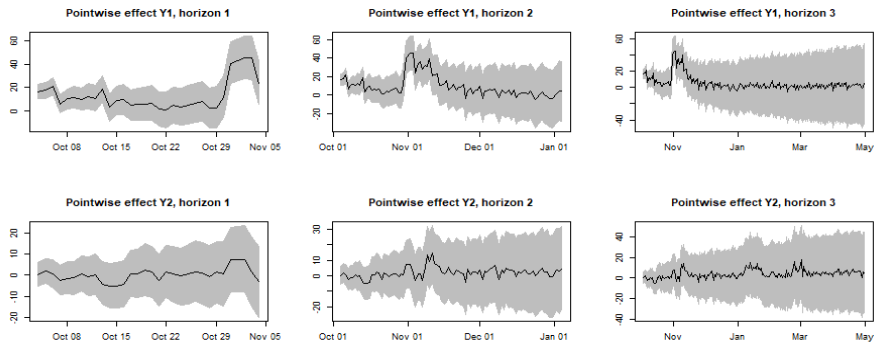 Pointwise effect Y1, horizon 1
Pointwise effect Y1, horizon 2
Pointwise effect Y1, horizon 3
60
40
20
0
Oct 08
Oct 15
Oct 22
Oct 29
Nov 05
60
40
20
0
-20
Oct 01
Nov 01
Dec 01
Jan 01
60
20
0
-40
Nov
Jan
Mar
May
Pointwise effect Y2, horizon 1
Pointwise effect Y2, horizon 2
Pointwise effect Y2, horizon 3
20
10
0
-10
-20
Oct 08
Oct 15
Oct 22
Oct 29
Nov 05
30
10
0
-20
Oct 01
Nov 01
Dec 01
Jan 01
40
20
0
-20
-40
Nov
Jan
Mar
May